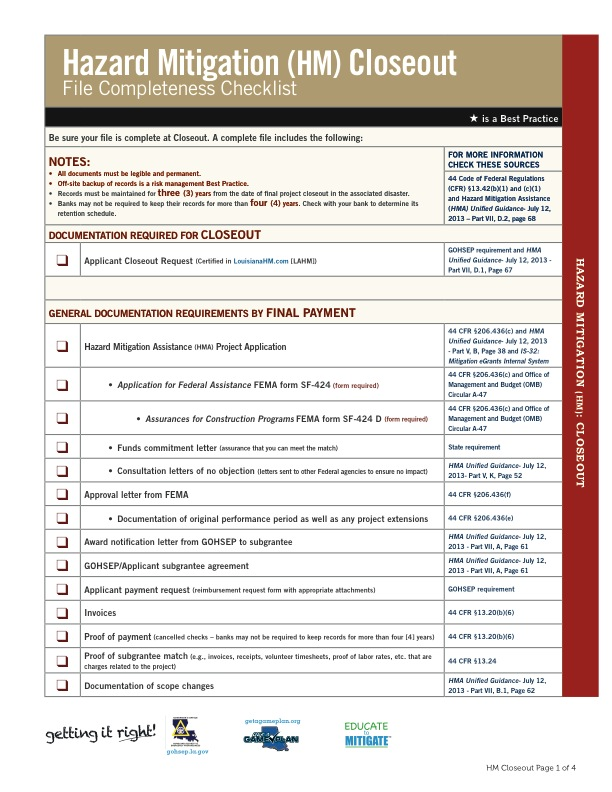 Hazard Mitigation (HM) Closeout
File Completeness Checklist
★ is a Best Practice
Be sure your file is complete at Closeout. A complete file includes the following:
NOTES:
• All documents must be legible and permanent.
• Off-site backup of records is a risk management Best Practice.
• Records must be maintained for three (3) years from the date of final project closeout in the associated disaster.
• Banks may not be required to keep their records for more than four (4) years. Check with your bank to determine its
retention schedule.
FOR MORE INFORMATION
CHECK THESE SOURCES
44 Code of Federal Regulations
(CFR) §13.42(b)(1) and (c)(1)
and Hazard Mitigation Assistance
(HMA) Unified Guidance- July 12,
2013 – Part VII, D.2, page 68
DOCUMENTATION REQUIRED FOR CLOSEOUT
❏ Applicant Closeout Request (Certified in LouisianaHM.com [LAHM])
GOHSEP requirement and HMA
Unified Guidance- July 12, 2013 -
Part VII, D.1, Page 67
GENERAL DOCUMENTATION REQUIREMENTS BY FINAL PAYMENT
❏ Hazard Mitigation Assistance (HMA) Project Application
44 CFR §206.436(c) and HMA
Unified Guidance- July 12, 2013
- Part V, B, Page 38 and IS-32:
Mitigation eGrants Internal System
❏ • Application for Federal Assistance FEMA form SF-424 (form required)
44 CFR §206.436(c) and Office of
Management and Budget (OMB)
Circular A-47
❏ • Assurances for Construction Programs FEMA form SF-424 D (form required)
44 CFR §206.436(c) and Office of
Management and Budget (OMB)
Circular A-47
❏ • Funds commitment letter (assurance that you can meet the match)
State requirement
❏ • Consultation letters of no objection (letters sent to other Federal agencies to ensure no impact)
HMA Unified Guidance- July 12,
2013- Part V, K, Page 52
❏ Approval letter from FEMA
44 CFR §206.436(f)
❏ • Documentation of original performance period as well as any project extensions
44 CFR §206.436(e)
❏ Award notification letter from GOHSEP to subgrantee
HMA Unified Guidance- July 12,
2013 - Part VII, A, Page 61
❏ GOHSEP/Applicant subgrantee agreement
HMA Unified Guidance- July 12,
2013 - Part VII, A, Page 61
❏ Applicant payment request (reimbursement request form with appropriate attachments)
GOHSEP requirement
❏ Invoices
44 CFR §13.20(b)(6)
❏ Proof of payment (cancelled checks – banks may not be required to keep records for more than four [4] years)
44 CFR §13.20(b)(6)
❏ Proof of subgrantee match (e.g., invoices, receipts, volunteer timesheets, proof of labor rates, etc. that are
charges related to the project)
44 CFR §13.24
❏ Documentation of scope changes
HMA Unified Guidance- July 12,
2013 - Part VII, B.1, Page 62
HAZARD MITIGATION (HM): CLOSEOUT
getting it right!
gohsep.la.gov
getagameplan.org
GAMEPLAN
EDUCATE
to
MITIGATE
HM Closeout Page 1 of 4